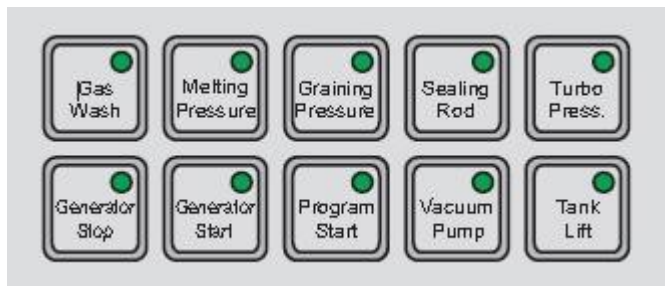 Gas
Wash
Melting
Pressure
Graining
Pressure
Sealing
Rod
Turbo
Press.
Generator
Stop
Generator
Start
Program
Start
Vacuum
Pump
Tank
Lift